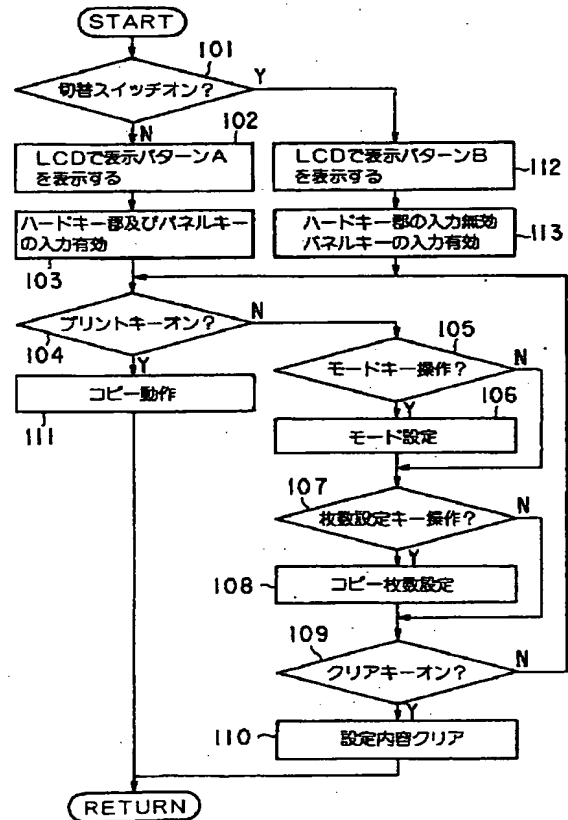 START
101
切替スイッチオン?
Y
N
102
LCDで表示パターンA
を表示する
LCDで表示パターンB
を表示する
112
ハードキー郡及びパネルキー
の入力有効
103
ハードキー郡の入力無効
パネルキーの入力有効
113
プリントキーオン?
N
104
Y
105
モードキー操作?
N
コピー動作
111
Y
106
モード設定
107
枚数設定キー操作?
N
Y
108
コピー枚数設定
109
クリアキーオン?
N
Y
110
設定内容クリア
RETURN